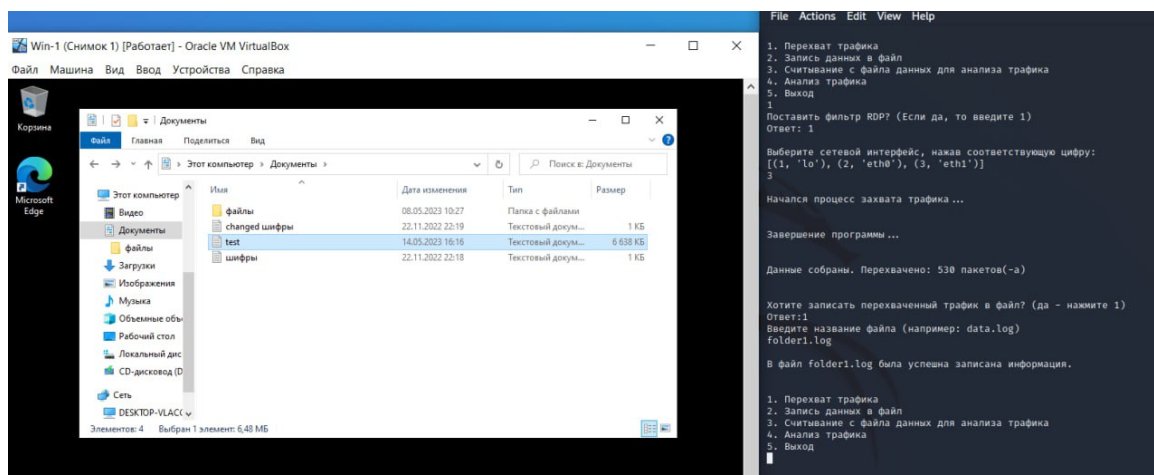 Win-1 (Снимок 1) [Работает] - Oracle VM VirtualBox
Файл Машина Вид Ввод Устройства Справка
Корзина
Microsoft
Edge
Документы
Файл Главная Поделиться Вид
Этот компьютер › Документы ›
Поиск в: Документы
Этот компьютер
Видео
Документы
файлы
Загрузки
Изображения
Музыка
Объемные объ
Рабочий стол
Локальный дис
CD-дисковод (D
Сеть
DESKTOP-VLACC
Имя Дата изменения Тип Размер
файлы 08.05.2023 10:27 Папка с файлами
changed шифры 22.11.2022 22:19 Текстовый докум... 1 КБ
test 14.05.2023 16:16 Текстовый докум... 6 638 КБ
шифры 22.11.2022 22:18 Текстовый докум... 1 КБ
Элементов: 4 Выбран 1 элемент: 6,48 МБ
File Actions Edit View Help
1. Перехват трафика
2. Запись данных в файл
3. Считывание с файла данных для анализа трафика
4. Анализ трафика
5. Выход
1
Поставить фильтр RDP? (Если да, то введите 1)
Ответ: 1
Выберите сетевой интерфейс, нажав соответствующую цифру:
[(1, 'lo'), (2, 'eth0'), (3, 'eth1')]
3
Начался процесс захвата трафика...
Завершение программы...
Данные собраны. Перехвачено: 530 пакетов(-а)
Хотите записать перехваченный трафик в файл? (да - нажмите 1)
Ответ:1
Введите название файла (например: data.log)
folder1.log
В файл folder1.log была успешна записана информация.
1. Перехват трафика
2. Запись данных в файл
3. Считывание с файла данных для анализа трафика
4. Анализ трафика
5. Выход